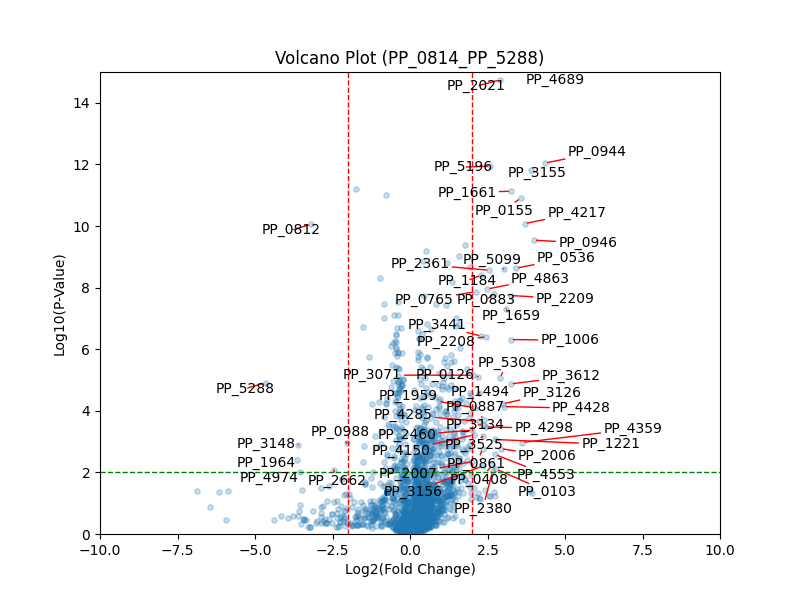 Volcano Plot (PP_0814_PP_5288)
PP_4689
PP_2021
14
PP_0944
12
PP_5196
PP_3155
PP_1661
PP_0155
PP_4217
10
PP_0812
PP_0946
PP_0536
PP_5099
PP_2361
8
PP_1184
PP_4863
PP_0765
PP_0883
PP_2209
PP_1659
PP_3441
PP_2208
PP_1006
6
PP_5308
PP_3071
PP_0126
PP_3612
PP_5288
PP_1959
PP_1494
PP_3126
4
PP_0887
PP_4428
PP_4285
PP_3134
PP_4298
PP_4359
PP_0988
PP_2460
PP_3148
PP_3525
PP_1221
PP_4150
PP_2006
PP_1964
PP_0861
2
PP_4974
PP_2662
PP_2007
PP_0408
PP_4553
PP_3156
PP_0103
PP_2380
0
−10.0 −7.5 −5.0 −2.5 0.0 2.5 5.0 7.5 10.0
Log2(Fold Change)
Log10(P-Value)